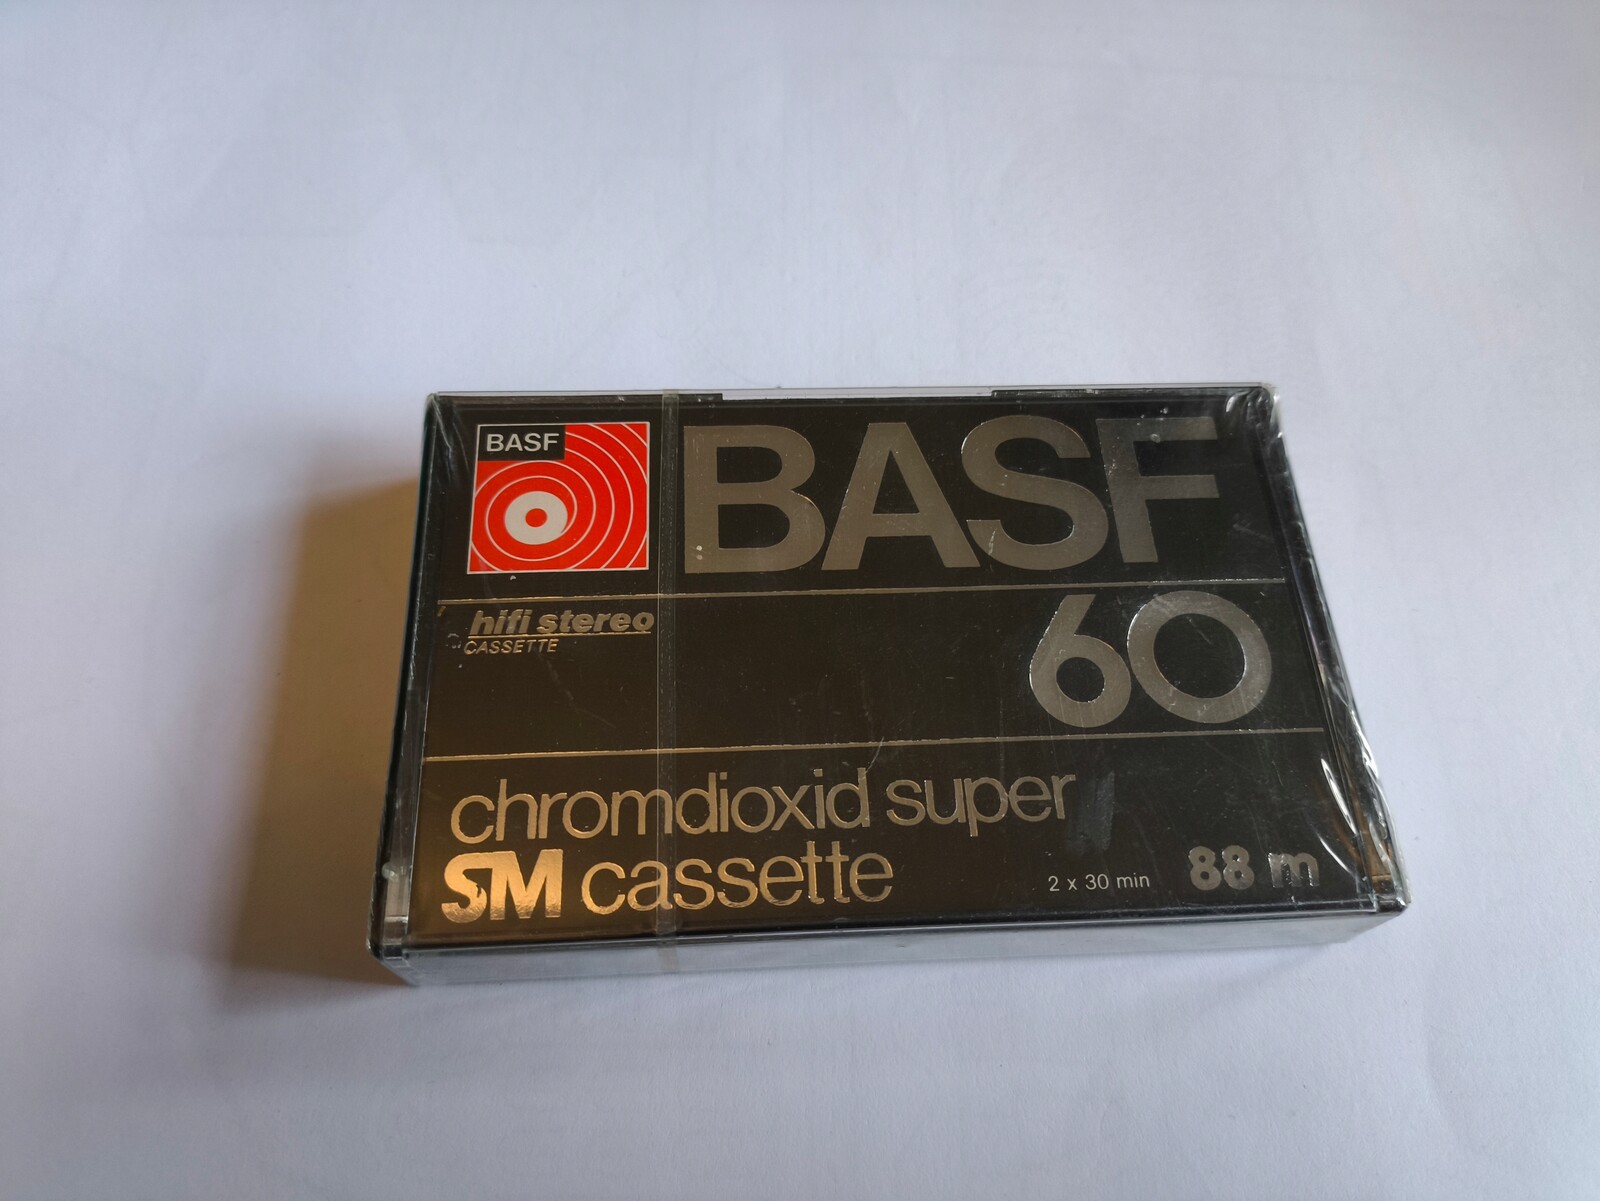 BASF
BASF
hifi stereo
CASSETTE
60
chromdioxid super
SM cassette
2 x 30 min
88 m